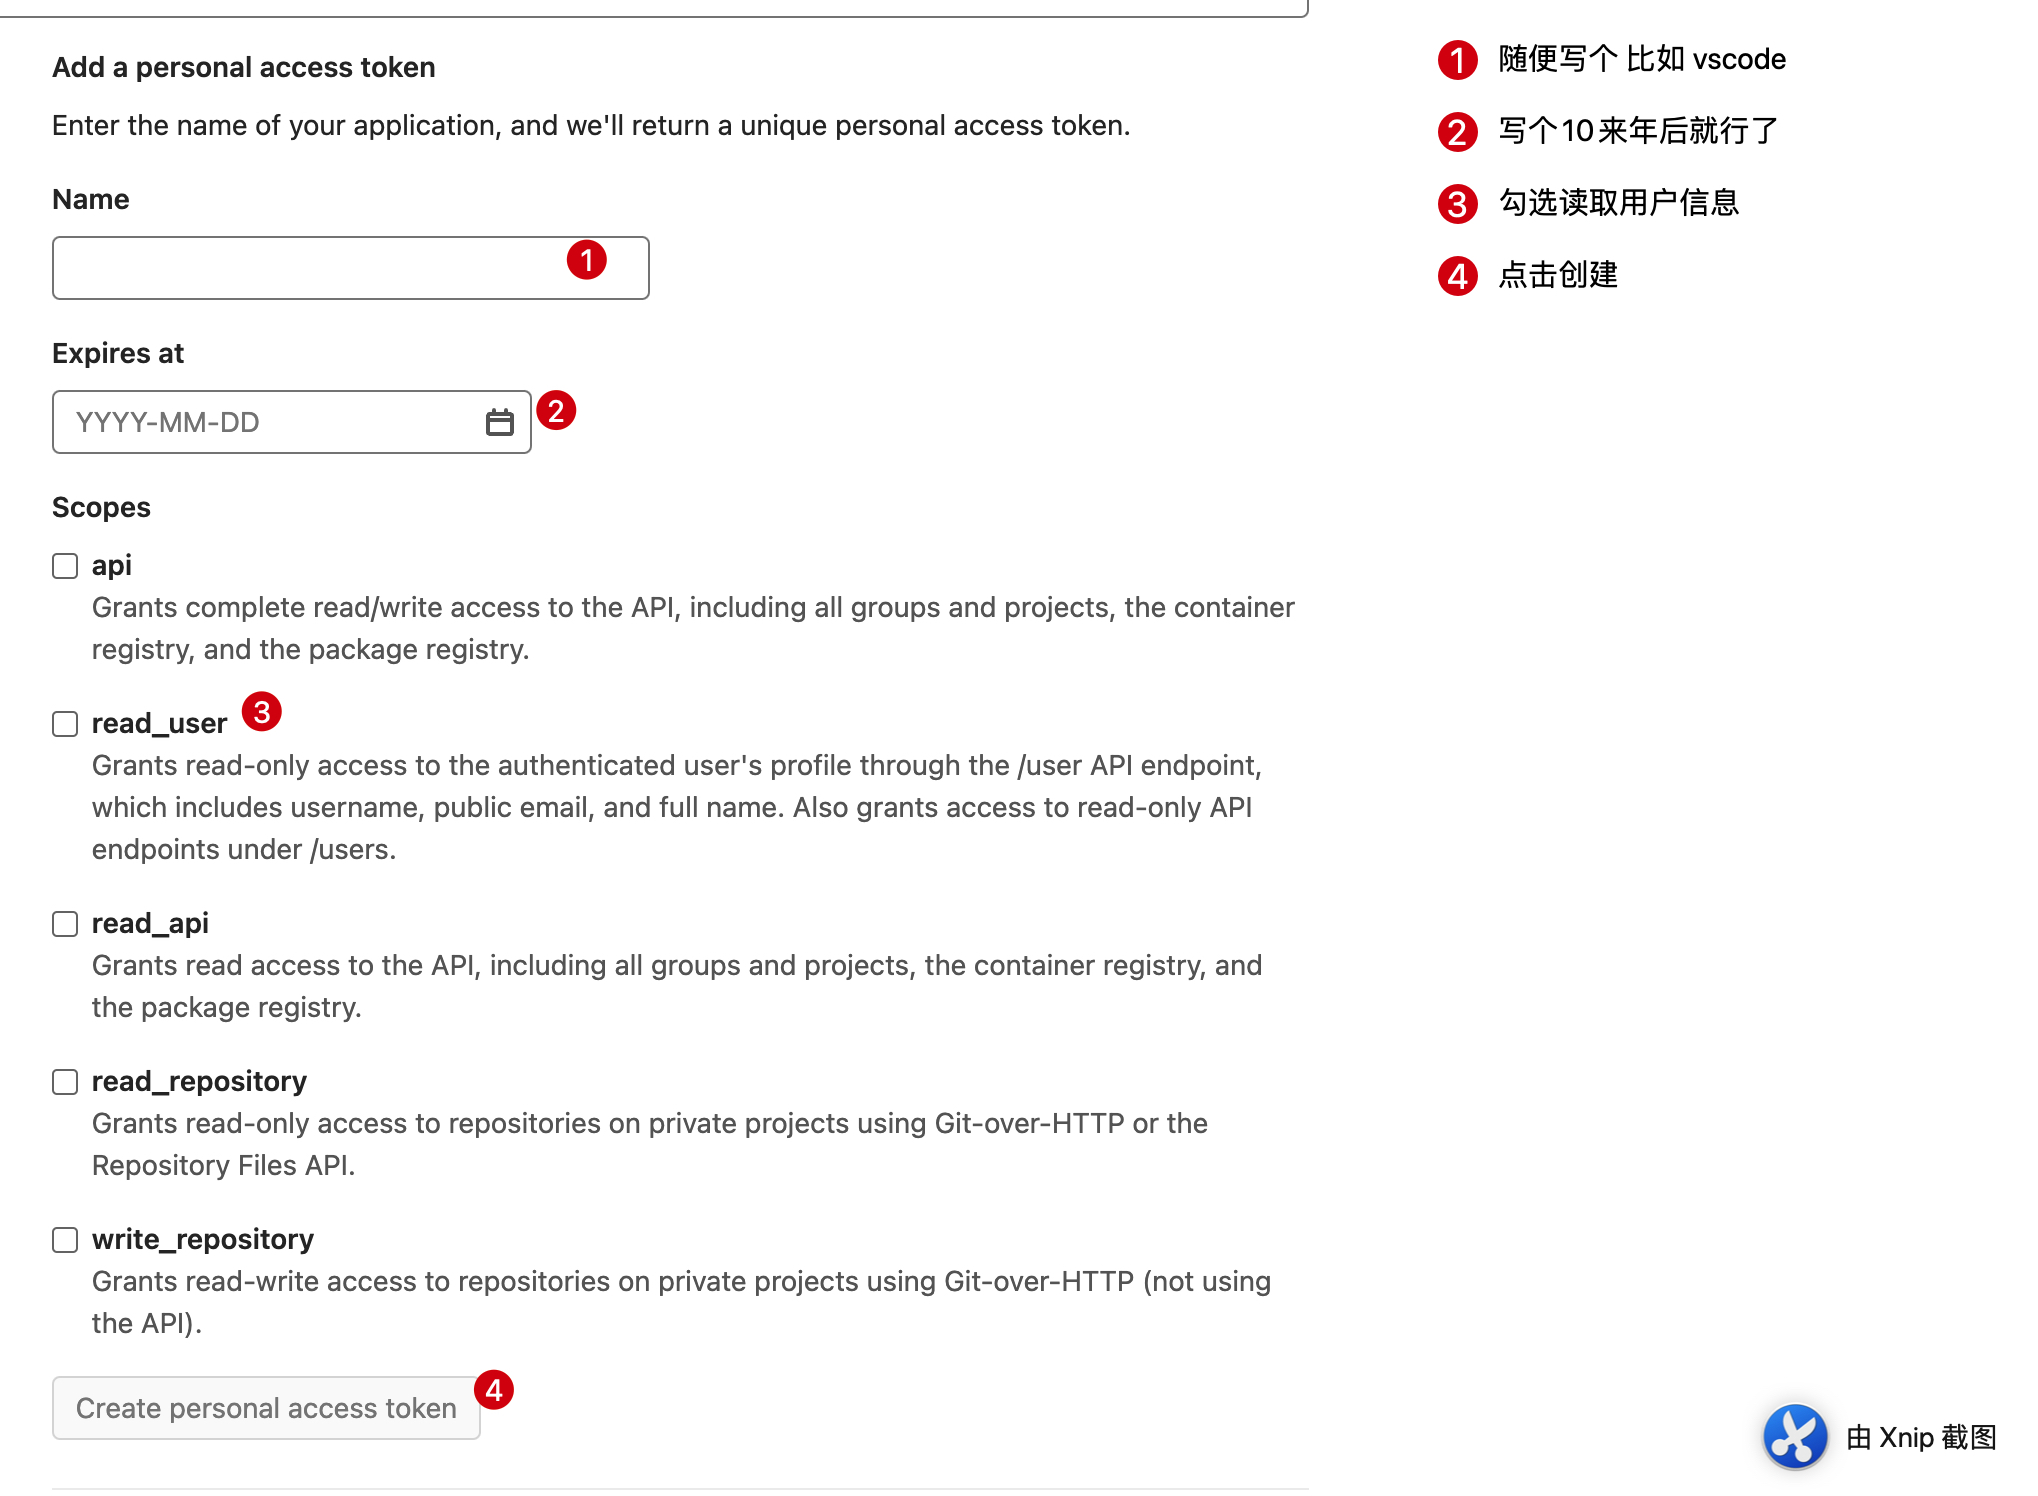 Add a personal access token
Enter the name of your application, and we'll return a unique personal access token.
Name
1
Expires at
YYYY-MM-DD
2
Scopes
api
Grants complete read/write access to the API, including all groups and projects, the container
registry, and the package registry.
read_user
3
Grants read-only access to the authenticated user's profile through the /user API endpoint,
which includes username, public email, and full name. Also grants access to read-only API
endpoints under /users.
read_api
Grants read access to the API, including all groups and projects, the container registry, and
the package registry.
read_repository
Grants read-only access to repositories on private projects using Git-over-HTTP or the
Repository Files API.
write_repository
Grants read-write access to repositories on private projects using Git-over-HTTP (not using
the API).
Create personal access token
4
1 随便写个 比如 vscode
2 写个10来年后就行了
3 勾选读取用户信息
4 点击创建
由 Xnip 截图